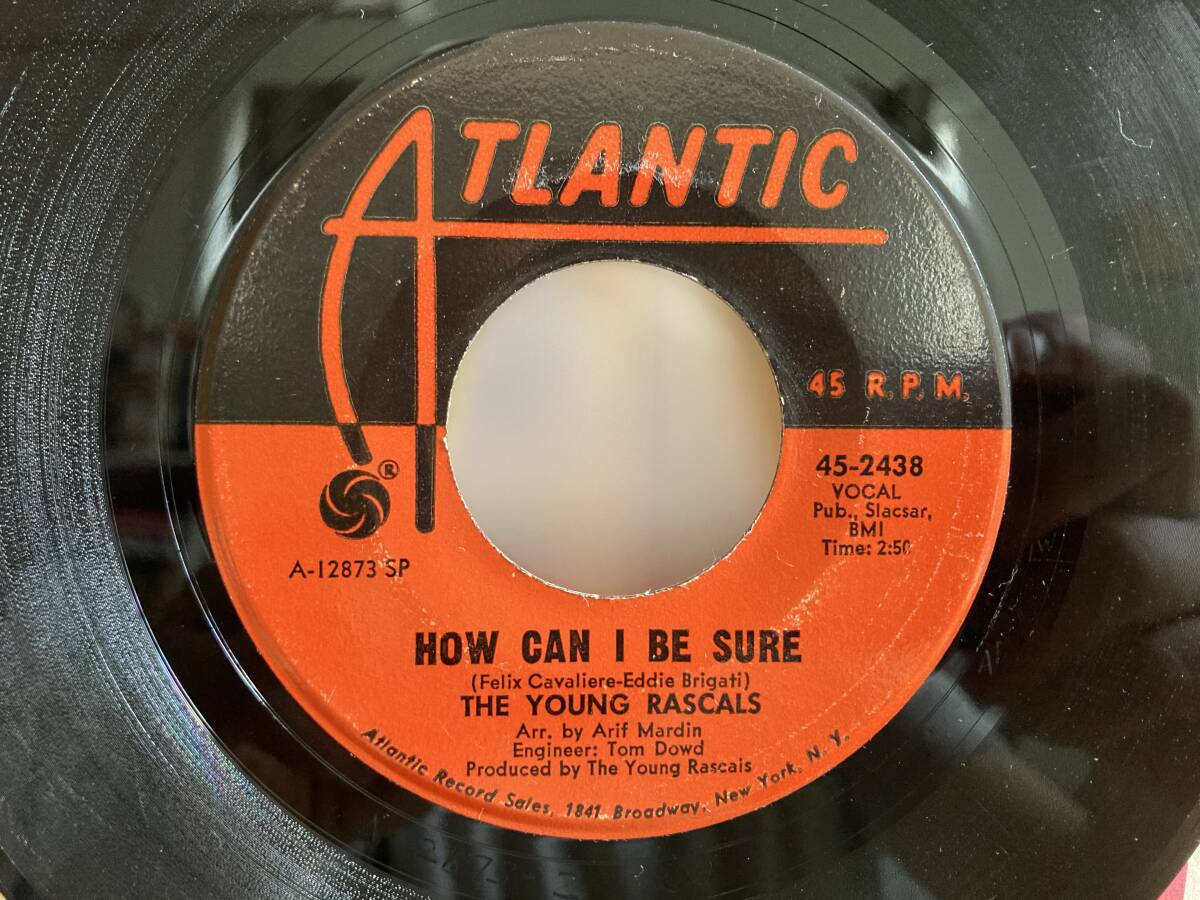 ATLANTIC
45 R.P.M.
®
45-2438
VOCAL
Pub., Slacsar,
BMI
Time: 2:50
A-12873 SP
HOW CAN I BE SURE
(Felix Cavaliere-Eddie Brigati)
THE YOUNG RASCALS
Arr. by Arif Mardin
Engineer: Tom Dowd
Produced by The Young Rascals
Atlantic Record Sales, 1841 Broadway, New York, N.Y.